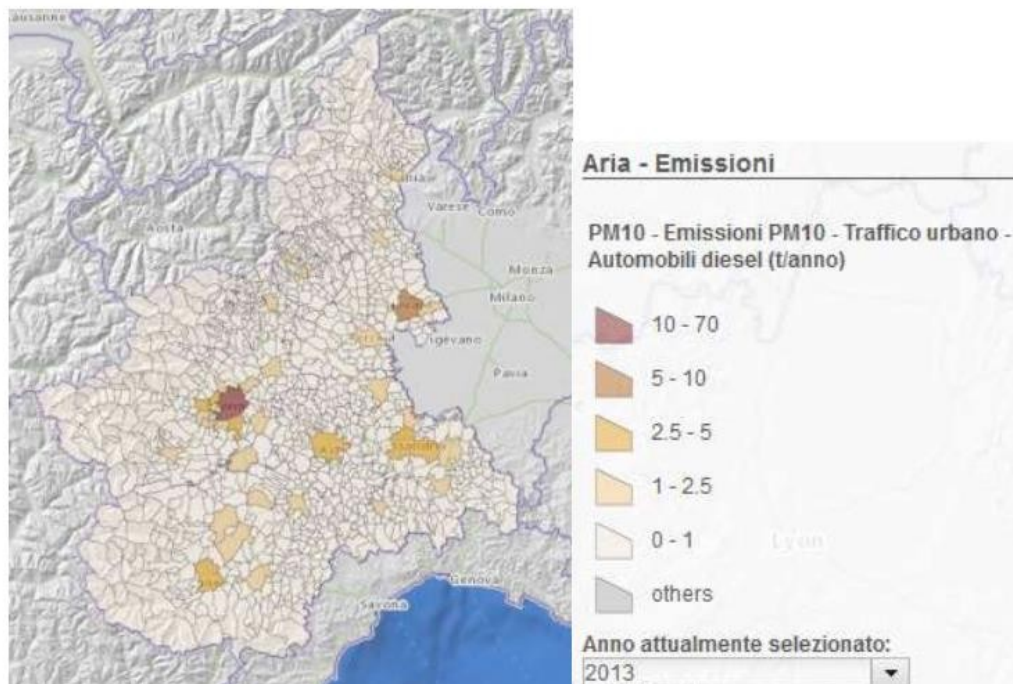 Lausanne
Aosta
Varese
Como
Monza
Milano
Pavia
Genova
Savona
Aria - Emissioni
PM10 - Emissioni PM10 - Traffico urbano -
Automobili diesel (t/anno)
10 - 70
5 - 10
2.5 - 5
1 - 2.5
0 - 1
Lyon
others
Anno attualmente selezionato:
2013